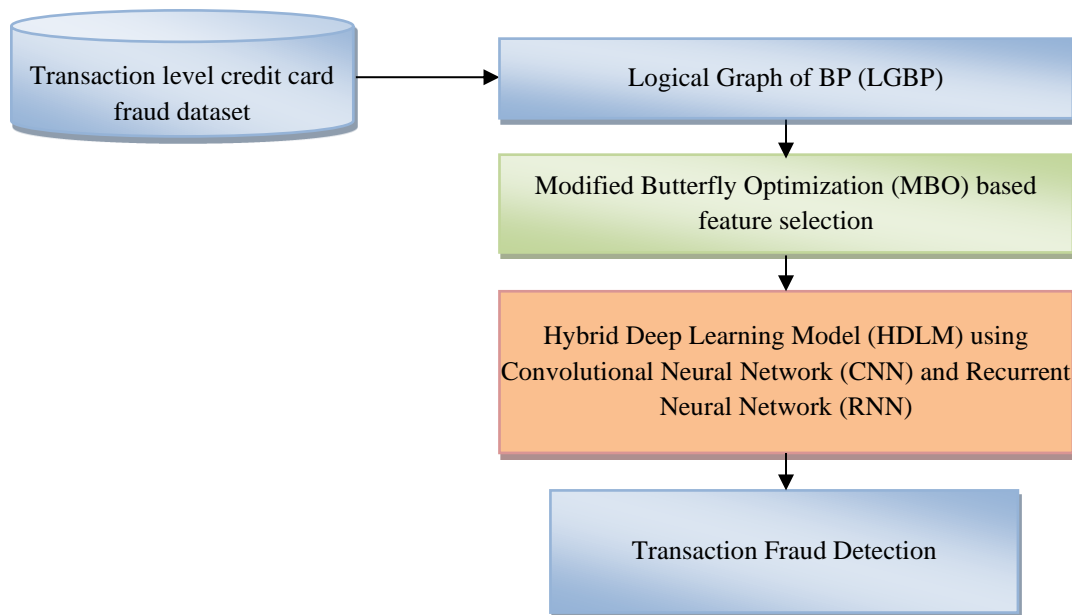 Transaction level credit card
fraud dataset
Logical Graph of BP (LGBP)
Modified Butterfly Optimization (MBO) based
feature selection
Hybrid Deep Learning Model (HDLM) using
Convolutional Neural Network (CNN) and Recurrent
Neural Network (RNN)
Transaction Fraud Detection